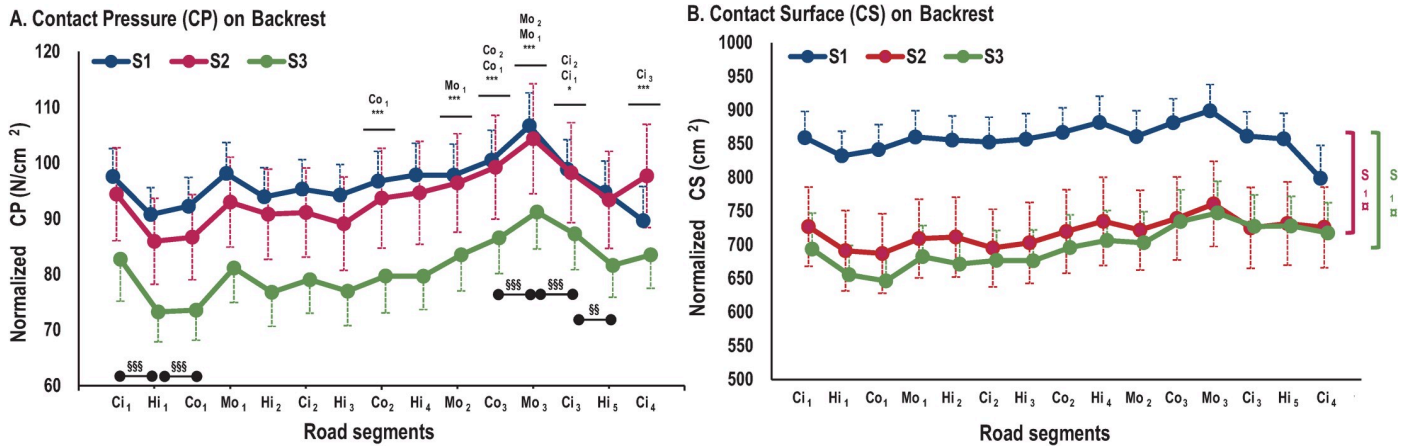 A. Contact Pressure (CP) on Backrest
S1 S2 S3
Normalized CP (N/cm ²)
120
110
100
90
80
70
60
Co ₁
***
Mo ₁
***
Co ₂
Co ₁
***
Mo ₂
Mo ₁
***
Ci ₂
Ci ₁
*
Ci ₃
***
§§§ §§§
§§
§§§ §§§
Ci ₁ Hi ₁ Co ₁ Mo ₁ Hi ₂ Ci ₂ Hi ₃ Co ₂ Hi ₄ Mo ₂ Co ₃ Mo ₃ Ci ₃ Hi ₅ Ci ₄
Road segments
B. Contact Surface (CS) on Backrest
S1 S2 S3
Normalized CS (cm ²)
1000
950
900
850
800
750
700
650
600
550
500
S 1 ¤
S 1 ¤
Ci ₁ Hi ₁ Co ₁ Mo ₁ Hi ₂ Ci ₂ Hi ₃ Co ₂ Hi ₄ Mo ₂ Co ₃ Mo ₃ Ci ₃ Hi ₅ Ci ₄
Road segments